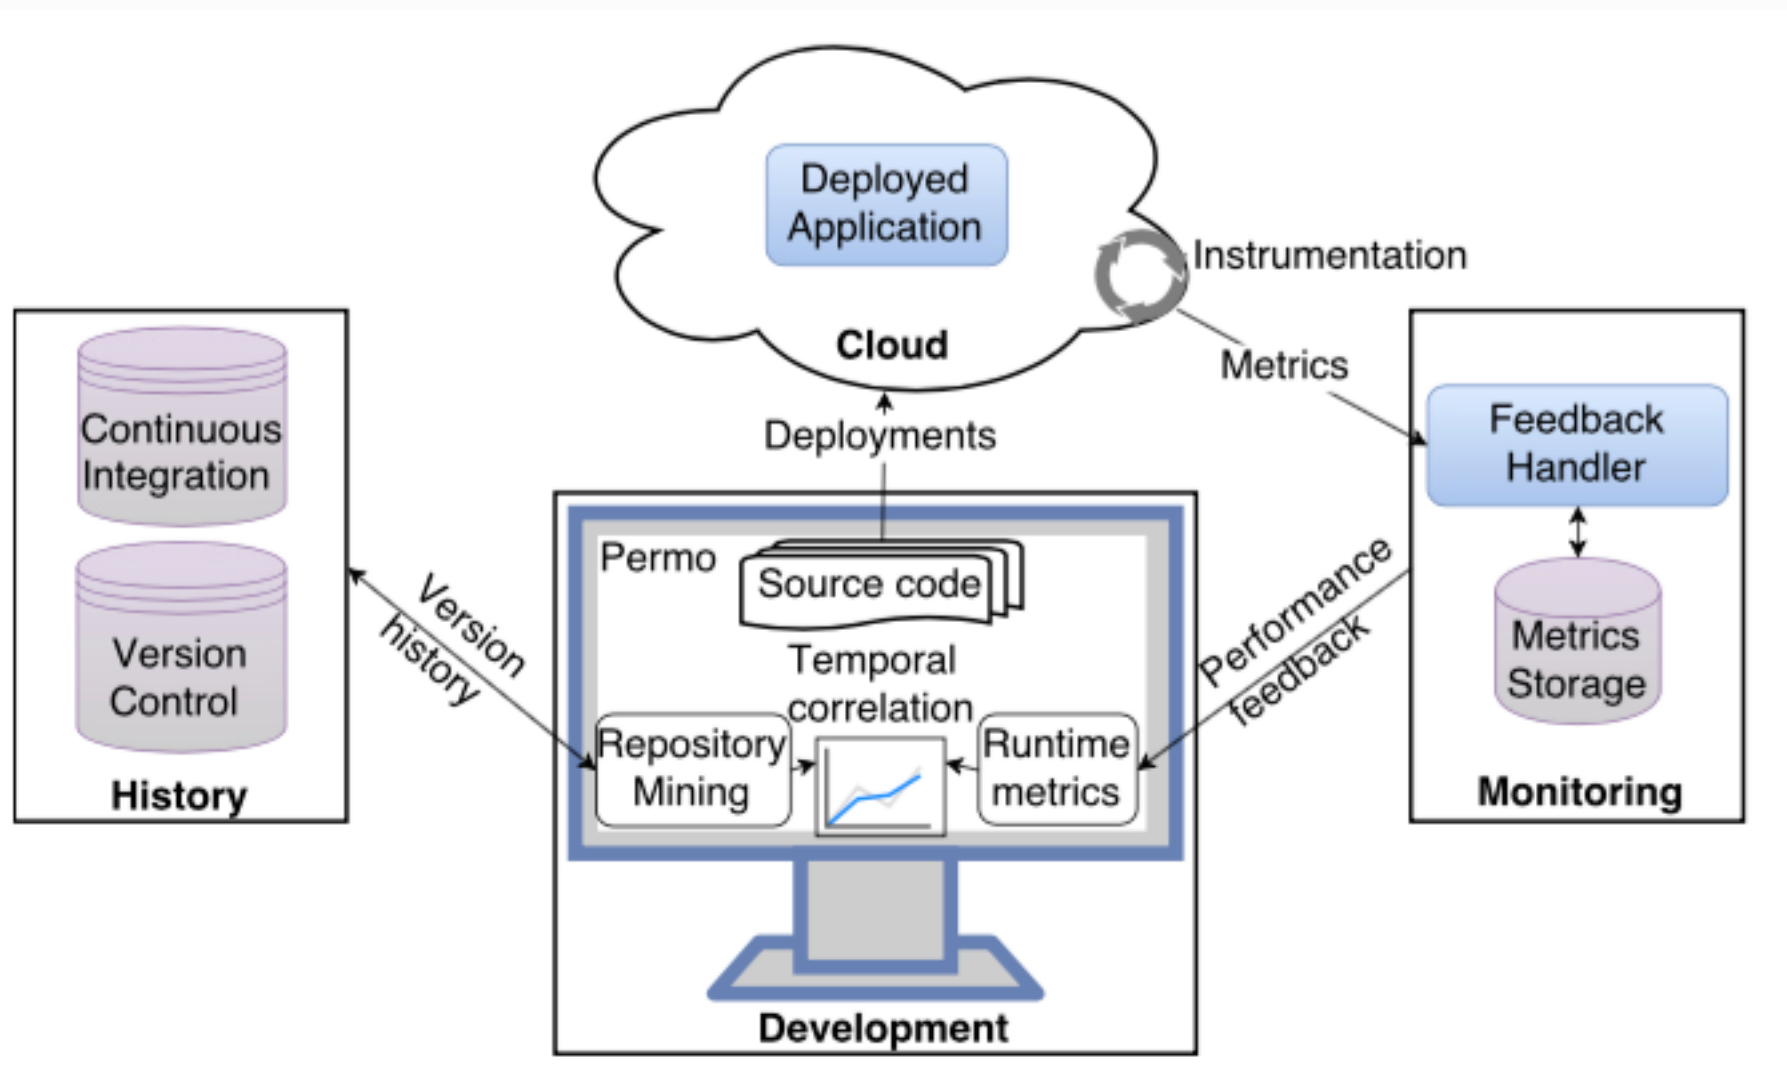 Deployed
Application
Instrumentation
Cloud
Metrics
Deployments
Continuous
Integration
Version
Control
History
Version
history
Permo
Source code
Temporal
correlation
Repository
Mining
Runtime
metrics
Development
Performance
feedback
Feedback
Handler
Metrics
Storage
Monitoring